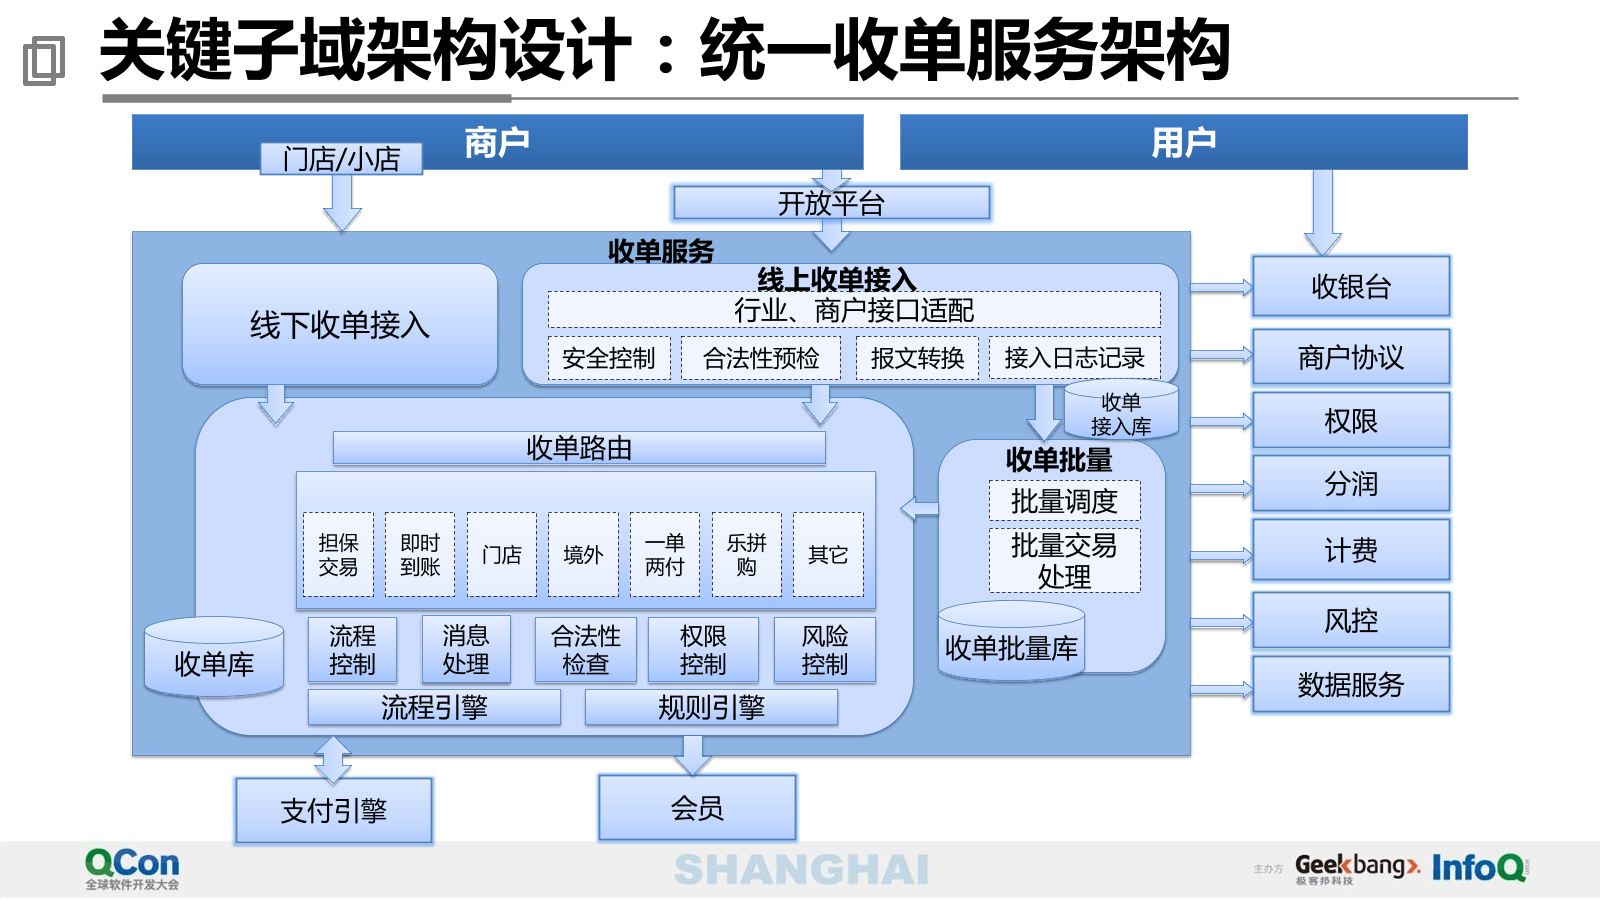 关键子域架构设计：统一收单服务架构
商户
用户
门店/小店
开放平台
收单服务
线下收单接入
线上收单接入
行业、商户接口适配
安全控制
合法性预检
报文转换
接入日志记录
收单
接入库
收单路由
担保
交易
即时
到账
门店
境外
一单
两付
乐拼
购
其它
流程
控制
消息
处理
合法性
检查
权限
控制
风险
控制
流程引擎
规则引擎
收单库
收单批量
批量调度
批量交易
处理
收单批量库
收银台
商户协议
权限
分润
计费
风控
数据服务
支付引擎
会员
QCon
全球软件开发大会
SHANGHAI
主办方
Geekbang>.
极客邦科技
InfoQ